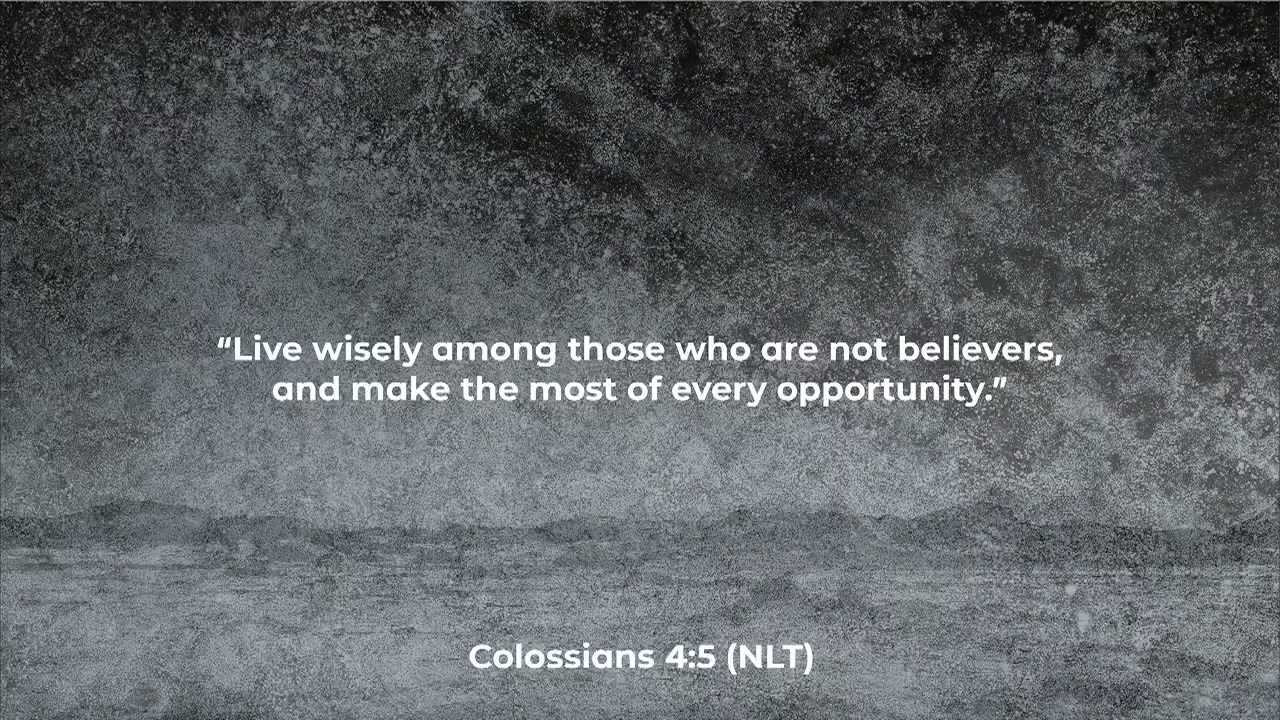 “Live wisely among those who are not believers,
and make the most of every opportunity.”
Colossians 4:5 (NLT)